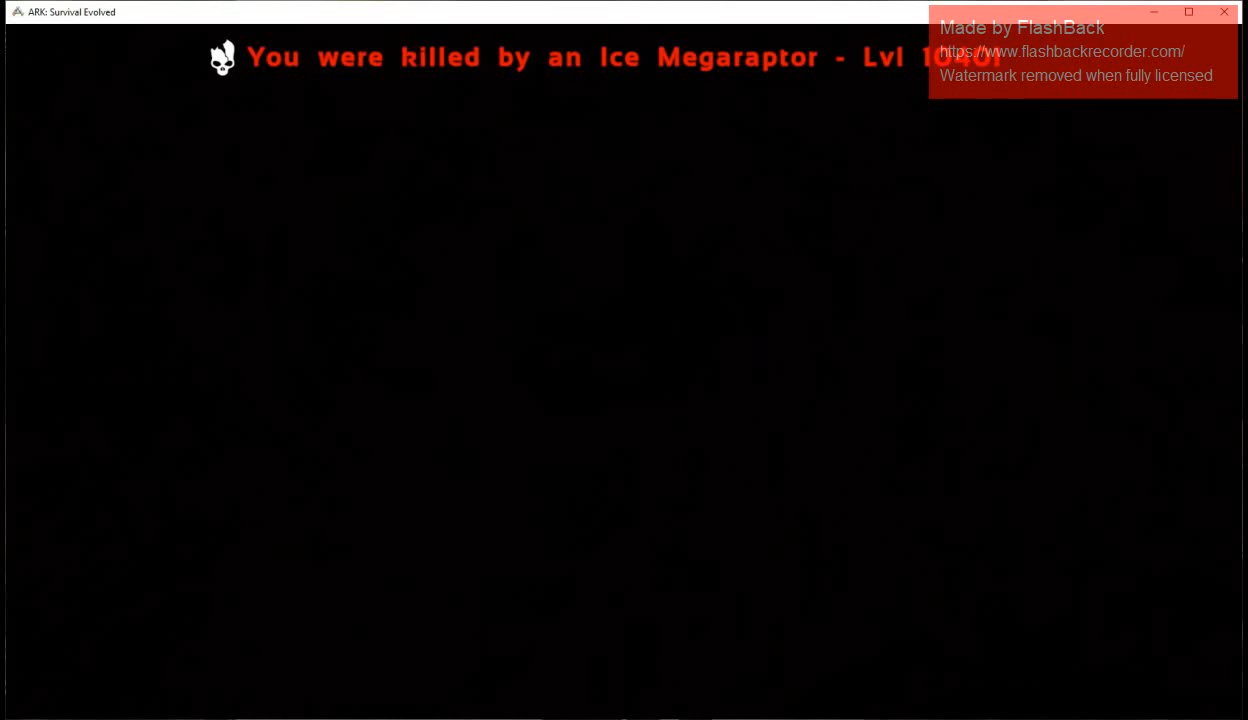 ARK: Survival Evolved
Made by FlashBack
You were killed by an Ice Megaraptor - Lvl 10401
https://www.flashbackrecorder.com/
Watermark removed when fully licensed